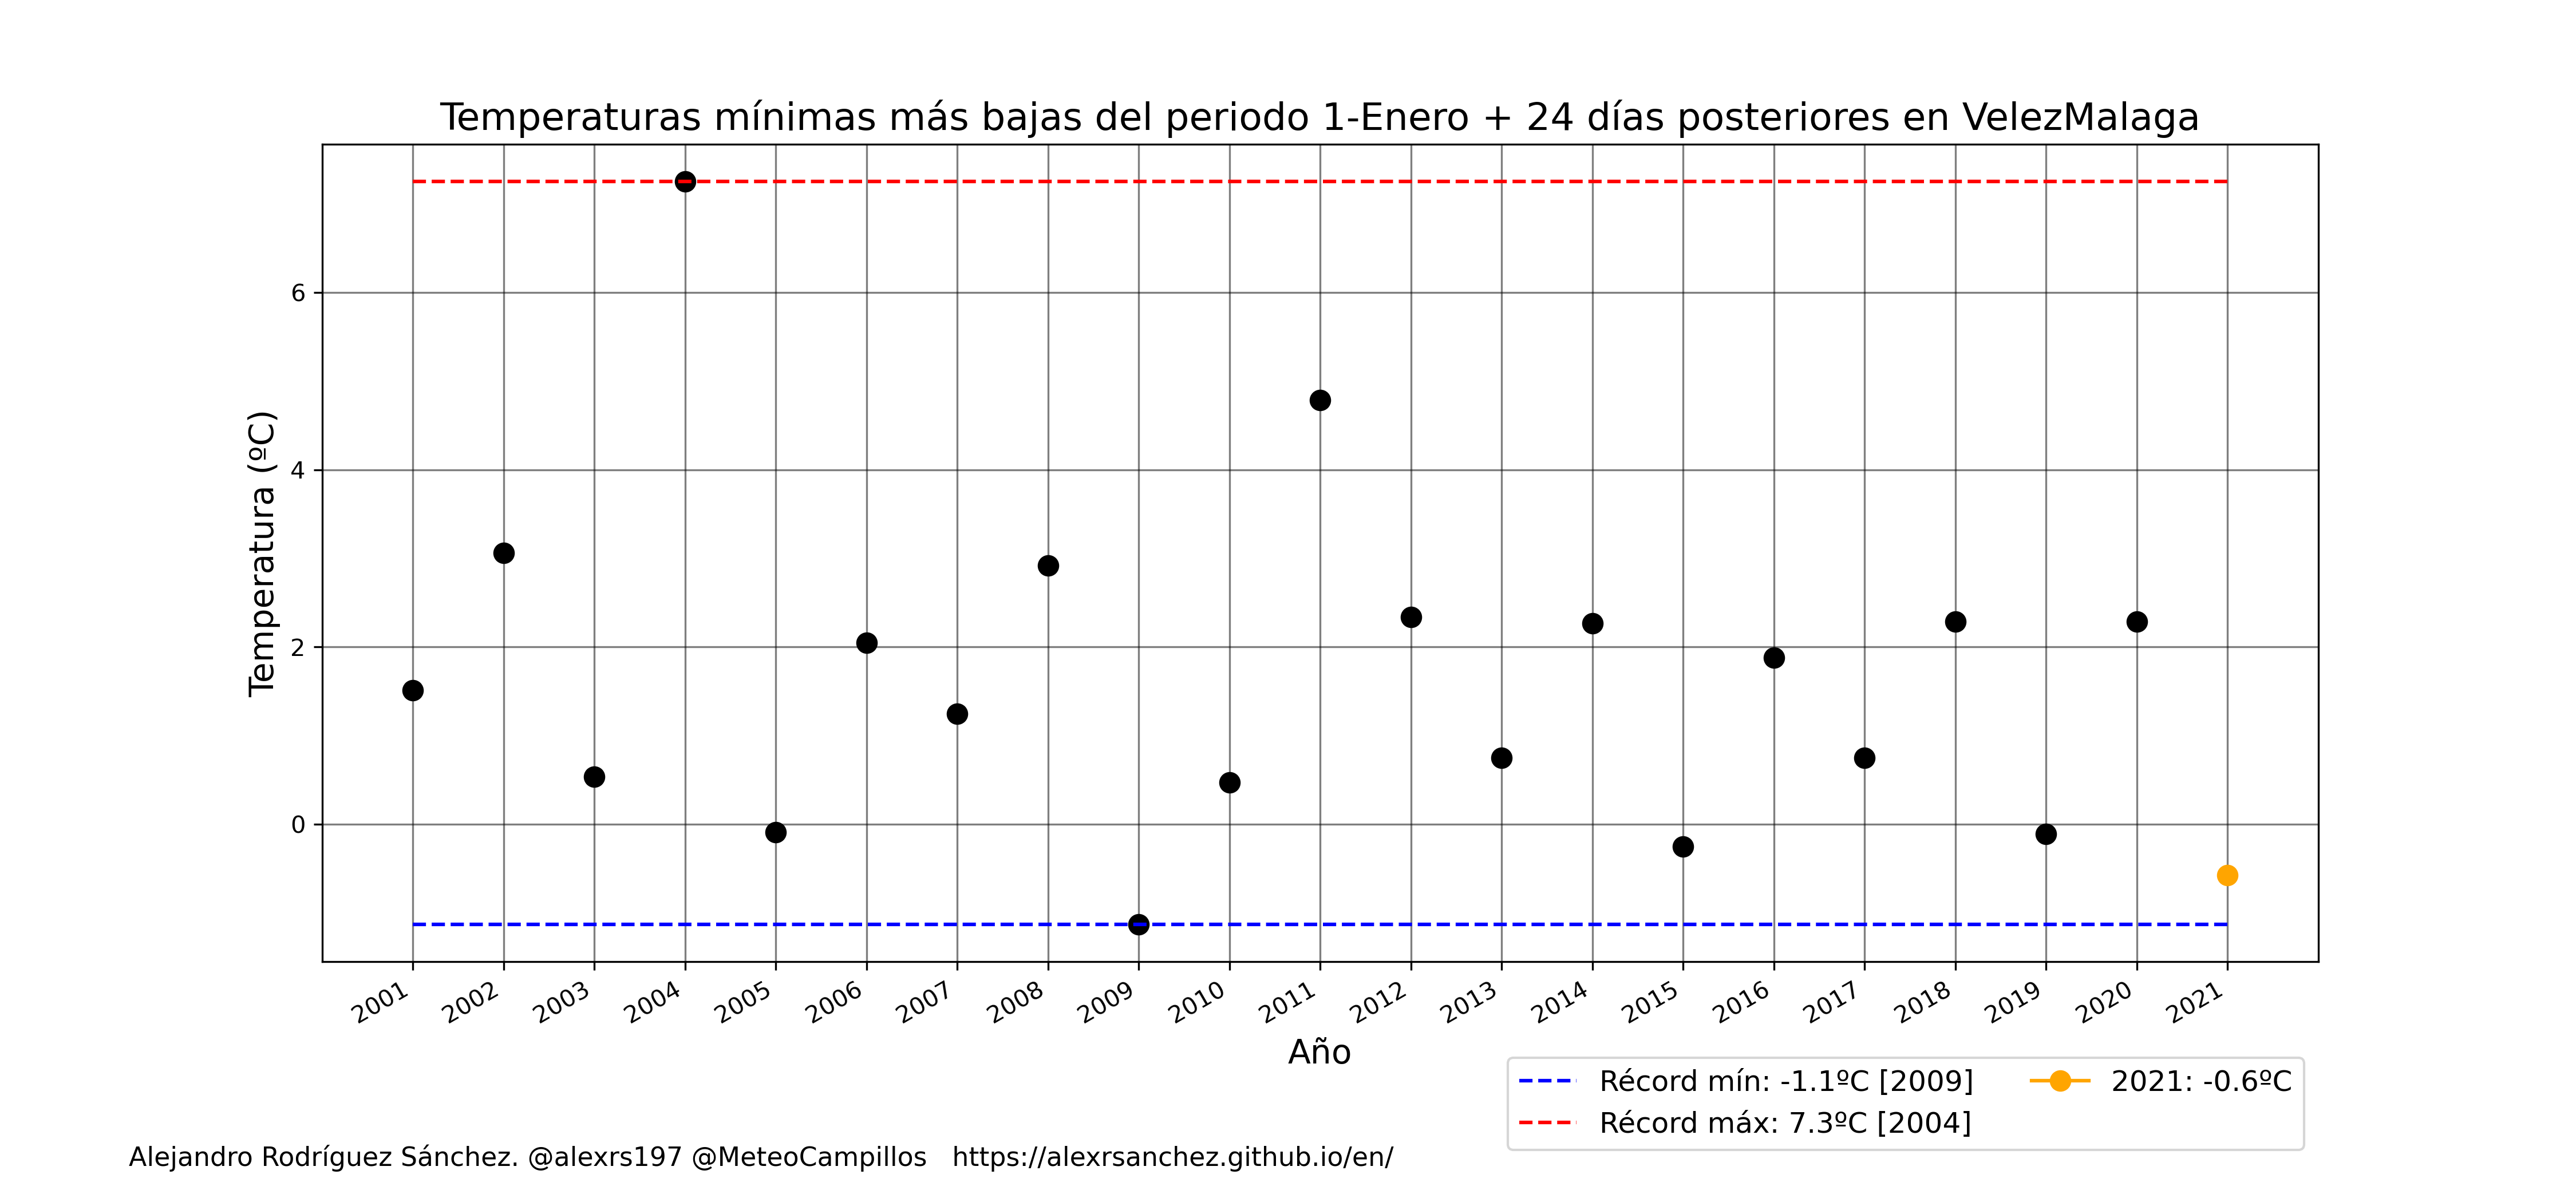 Temperaturas mínimas más bajas del periodo 1-Enero + 24 días posteriores en VelezMalaga
Temperatura (ºC)
6
4
2
0
2001 2002 2003 2004 2005 2006 2007 2008 2009 2010 2011 2012 2013 2014 2015 2016 2017 2018 2019 2020 2021
Año
Récord mín: -1.1ºC [2009]
Récord máx: 7.3ºC [2004]
2021: -0.6ºC
Alejandro Rodríguez Sánchez. @alexrs197 @MeteoCampillos   https://alexrsanchez.github.io/en/